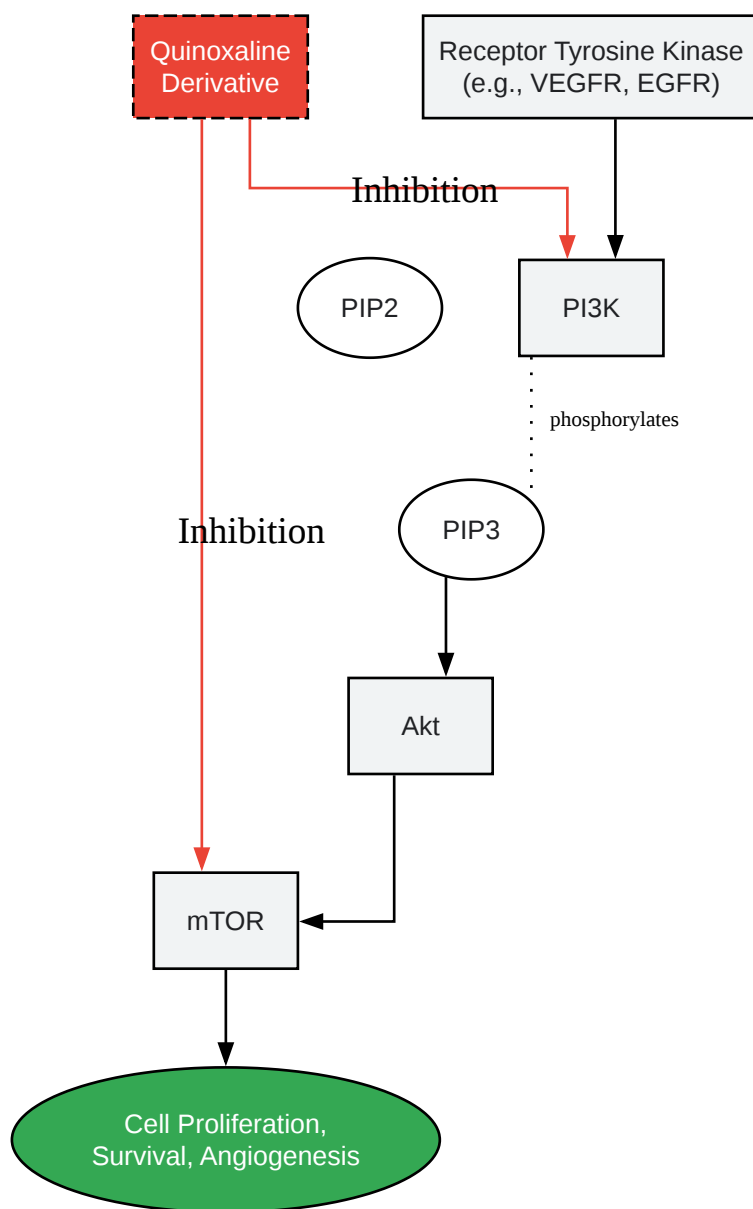 Quinoxaline
Derivative
Receptor Tyrosine Kinase
(e.g., VEGFR, EGFR)
Inhibition
PIP2
PI3K
phosphorylates
Inhibition
PIP3
Akt
mTOR
Cell Proliferation,
Survival, Angiogenesis